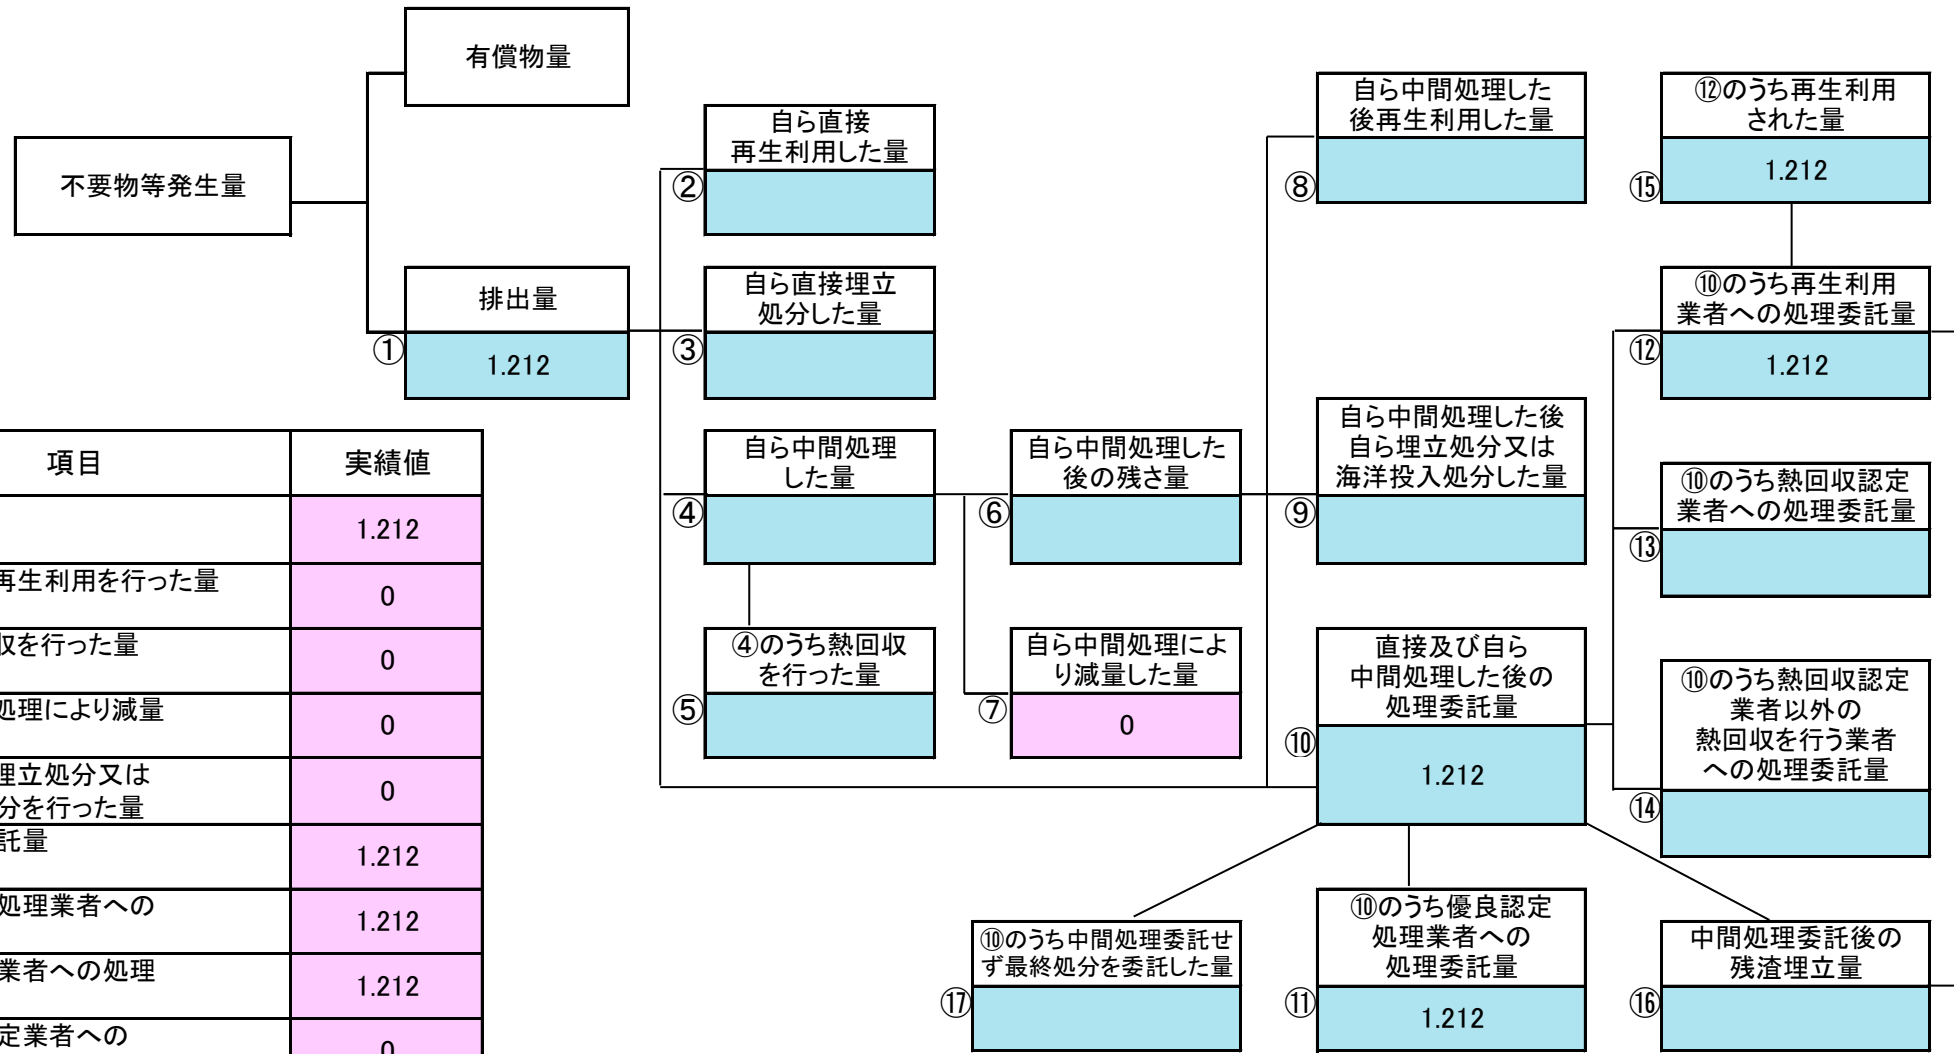 有償物量
不要物等発生量
排出量
①
1.212
自ら直接
再生利用した量
②
自ら直接埋立
処分した量
③
自ら中間処理
した量
④
④のうち熱回収
を行った量
⑤
自ら中間処理した
後の残さ量
⑥
自ら中間処理によ
り減量した量
⑦
0
自ら中間処理した
後再生利用した量
⑧
自ら中間処理した後
自ら埋立処分又は
海洋投入処分した量
⑨
直接及び自ら
中間処理した後の
処理委託量
⑩
1.212
⑫のうち再生利用
された量
⑮
1.212
⑩のうち再生利用
業者への処理委託量
⑫
1.212
⑩のうち熱回収認定
業者への処理委託量
⑬
⑩のうち熱回収認定
業者以外の
熱回収を行う業者
への処理委託量
⑭
⑩のうち中間処理委託せ
ず最終処分を委託した量
⑰
⑩のうち優良認定
処理業者への
処理委託量
⑪
1.212
中間処理委託後の
残渣埋立量
⑯
項目
実績値
1.212
再生利用を行った量
0
収を行った量
0
処理により減量
0
埋立処分又は
分を行った量
0
託量
1.212
処理業者への
1.212
業者への処理
1.212
定業者への
0